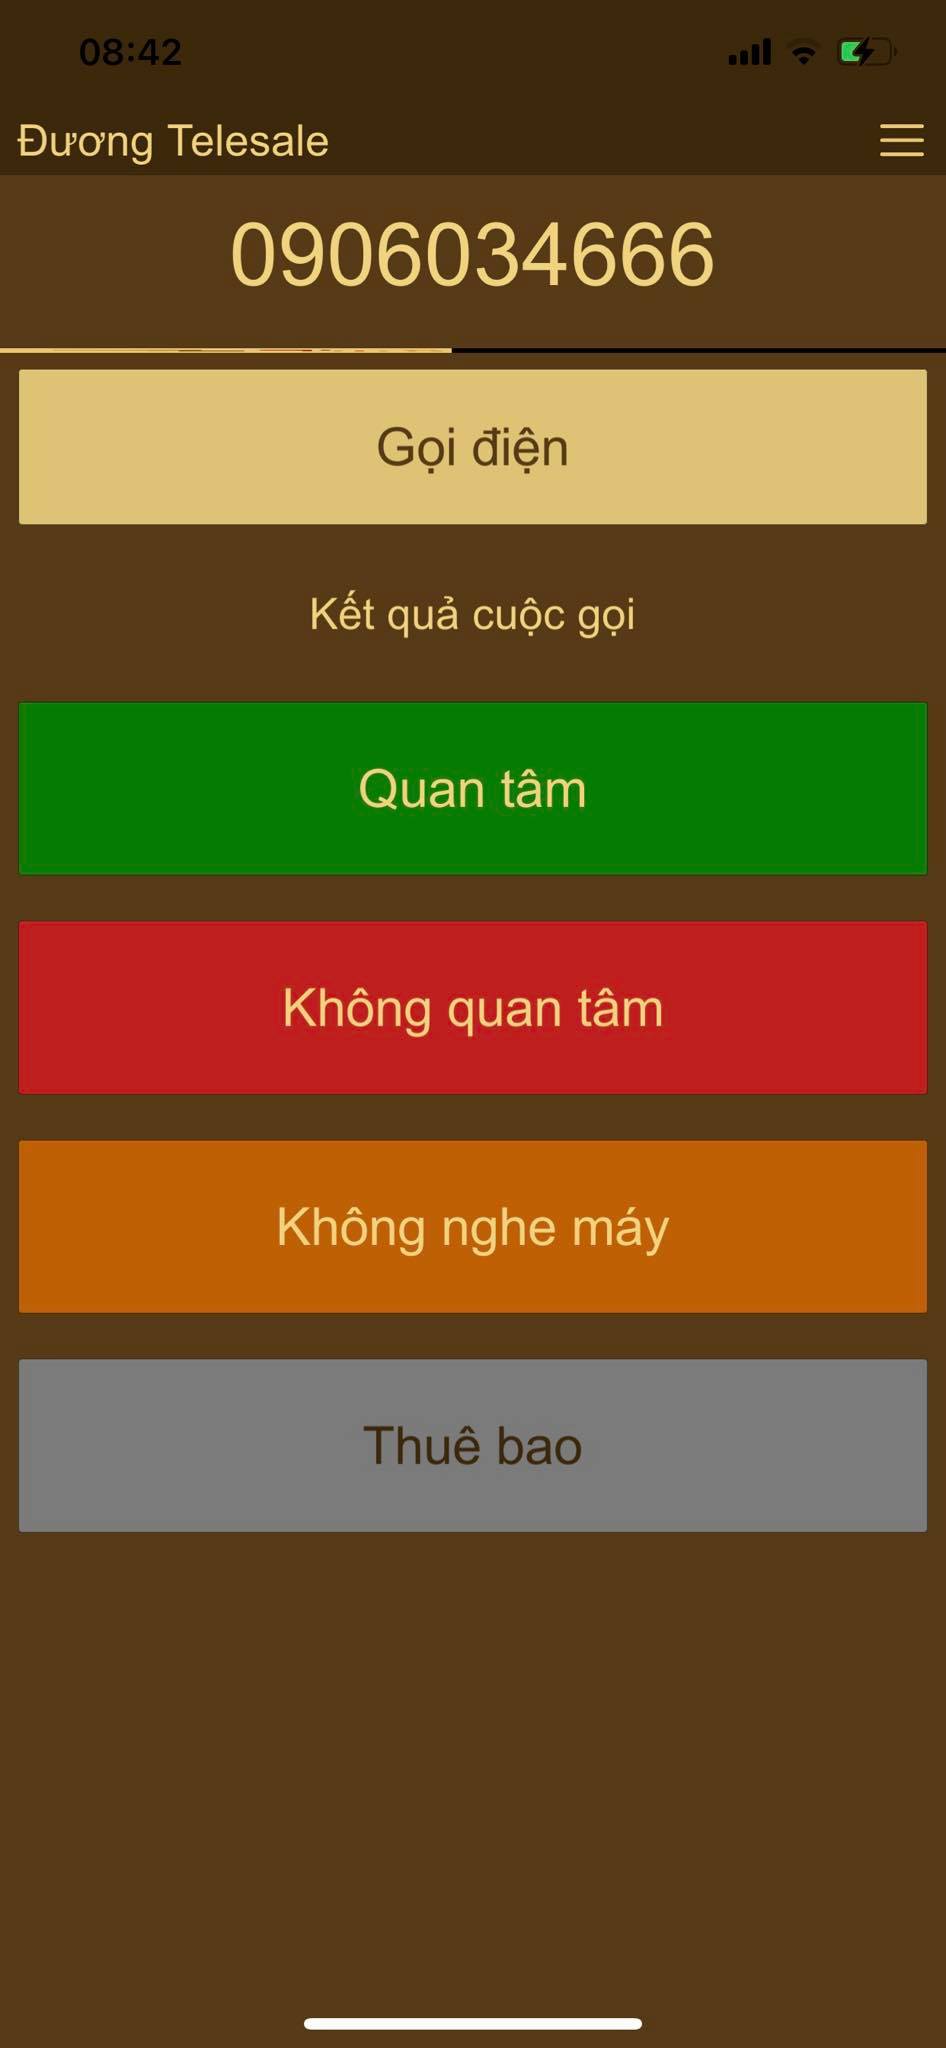 08:42
Đương Telesale
0906034666
Gọi điện
Kết quả cuộc gọi
Quan tâm
Không quan tâm
Không nghe máy
Thuê bao